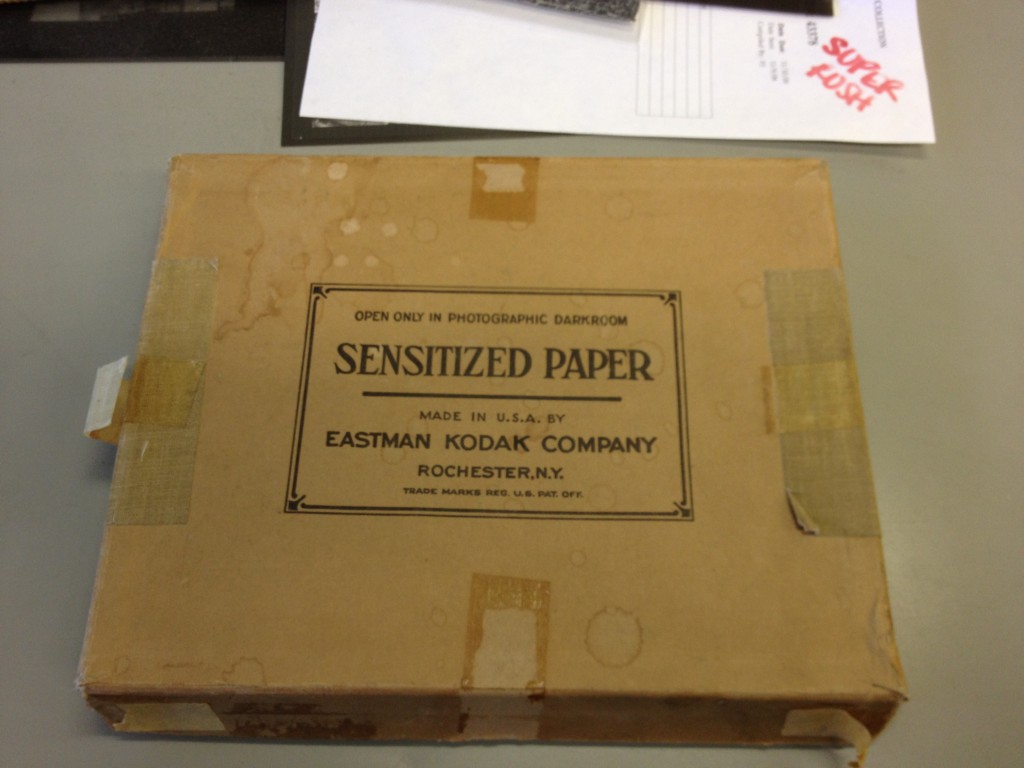 COLLECTION
SUPER
RUSH
OPEN ONLY IN PHOTOGRAPHIC DARKROOM
SENSITIZED PAPER
MADE IN U.S.A. BY
EASTMAN KODAK COMPANY
ROCHESTER, N.Y.
TRADE MARKS REG. U.S. PAT. OFF.